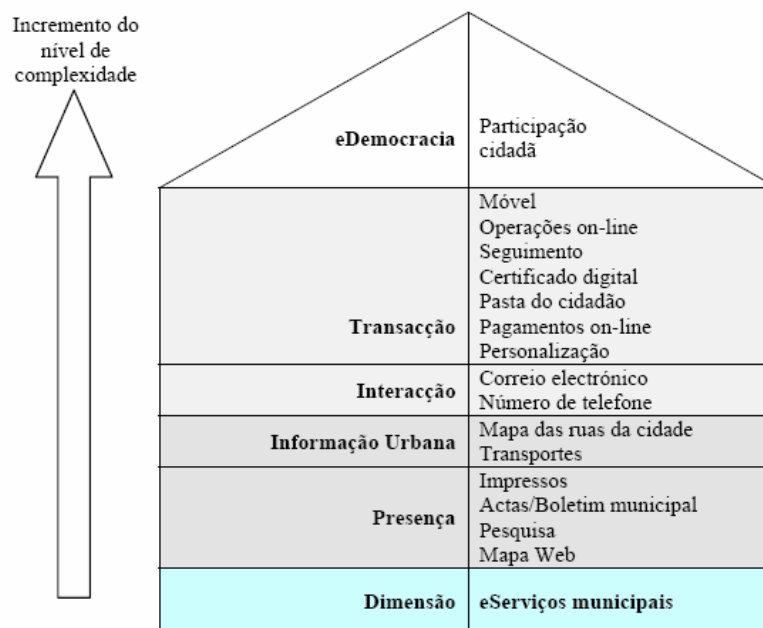 Incremento do
nível de
complexidade
eDemocracia
Participação
cidadã
Transacção
Móvel
Operações on-line
Seguimento
Certificado digital
Pasta do cidadão
Pagamentos on-line
Personalização
Interacção
Correio electrónico
Número de telefone
Informação Urbana
Mapa das ruas da cidade
Transportes
Presença
Impressos
Actas/Boletim municipal
Pesquisa
Mapa Web
Dimensão
eServiços municipais